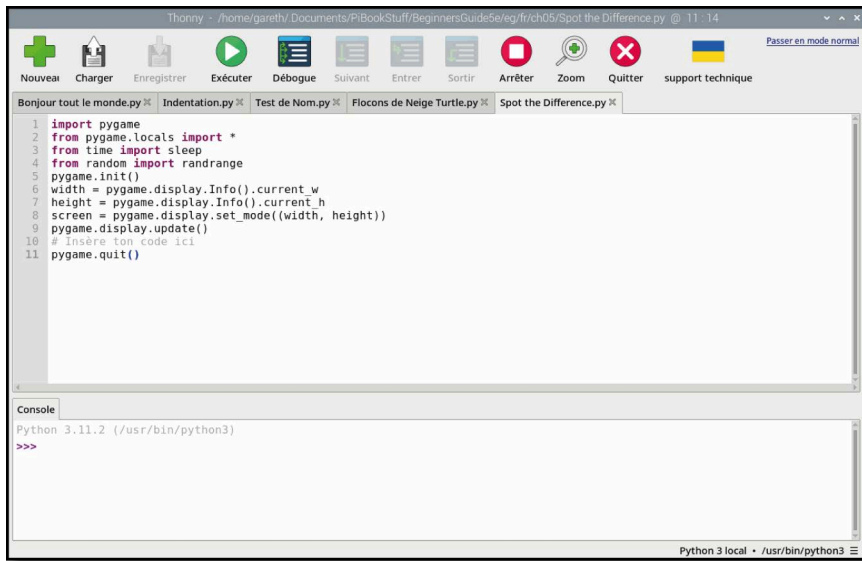 Thonny - /home/gareth/.Documents/PiBookStuff/BeginnersGuide5e/eg/fr/ch05/Spot the Difference.py @ 11 : 14
Nouveau Charger Enregistrer Exécuter Débogue Suivant Entrer Sortir Arrêter Zoom Quitter support technique
Passer en mode normal
Bonjour tout le monde.py Indentation.py Test de Nom.py Flocons de Neige Turtle.py Spot the Difference.py
1 import pygame
2 from pygame.locals import *
3 from time import sleep
4 from random import randrange
5 pygame.init()
6 width = pygame.display.Info().current_w
7 height = pygame.display.Info().current_h
8 screen = pygame.display.set_mode((width, height))
9 pygame.display.update()
10 # Insère ton code ici
11 pygame.quit()
Console
Python 3.11.2 (/usr/bin/python3)
>>>
Python 3 local • /usr/bin/python3 ☰